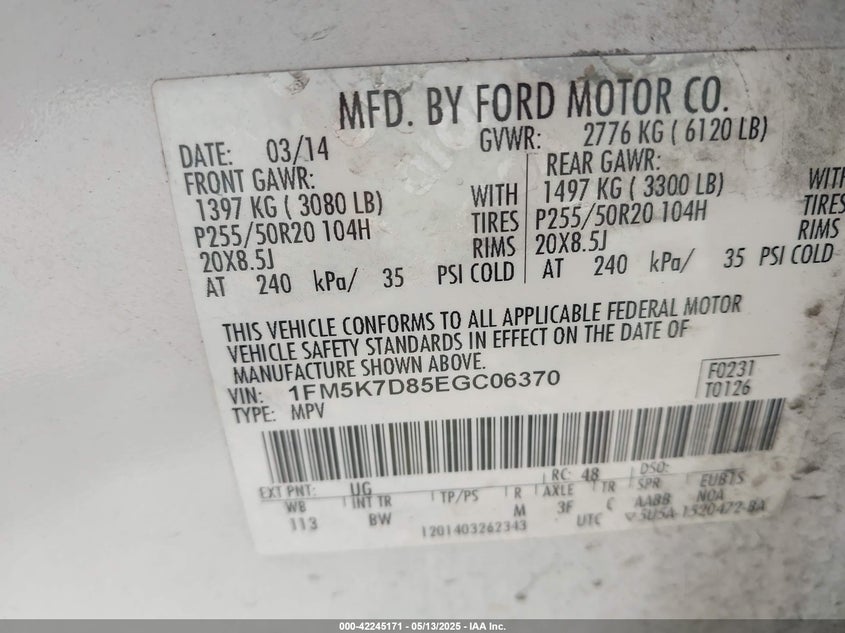 MFD. BY FORD MOTOR CO.
DATE: 03/14 GVWR: 2776 KG ( 6120 LB)
FRONT GAWR: REAR GAWR:
1397 KG ( 3080 LB) WITH 1497 KG ( 3300 LB) WITH
P255/50R20 104H TIRES P255/50R20 104H TIRES
20X8.5J RIMS 20X8.5J RIMS
AT 240 kPa/ 35 PSI COLD AT 240 kPa/ 35 PSI COLD
THIS VEHICLE CONFORMS TO ALL APPLICABLE FEDERAL MOTOR
VEHICLE SAFETY STANDARDS IN EFFECT ON THE DATE OF
MANUFACTURE SHOWN ABOVE.
VIN: 1FM5K7D85EGC06370 F0231
TYPE: MPV T0126
EXT PNT: UG RC: 48 DSO:
WB INT TR TP/PS R AXLE TR SPR EUBTS
113 BW M 3F C AABB NOA
1201403262343 UTC 5U5A-1520472-BA
000-42245171 — 05/13/2025 — IAA Inc.